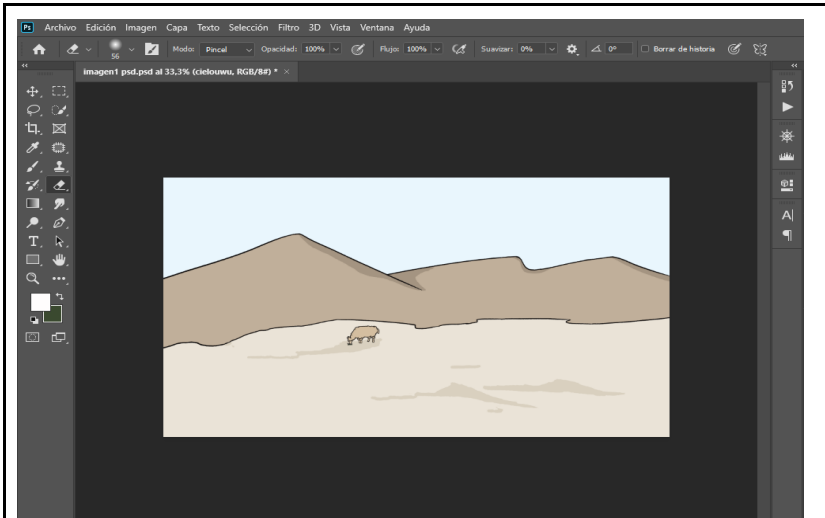 Ps Archivo Edición Imagen Capa Texto Selección Filtro 3D Vista Ventana Ayuda
56 Modo: Pincel Opacidad: 100% Flujo: 100% Suavizar: 0% 0° Borrar de historia
imagen1 psd.psd al 33,3% (cielouwu, RGB/8#) * ×